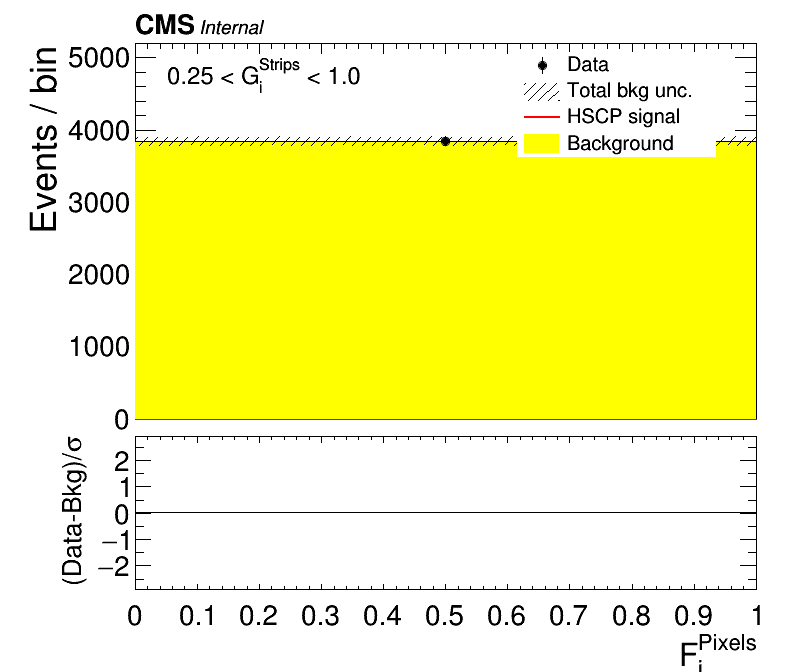 CMS Internal
0.25 < G_i^Strips < 1.0
Data
Total bkg unc.
HSCP signal
Background
Events / bin
5000
4000
3000
2000
1000
0
(Data-Bkg)/σ
2
1
0
−1
−2
0 0.1 0.2 0.3 0.4 0.5 0.6 0.7 0.8 0.9 1
F_i^Pixels